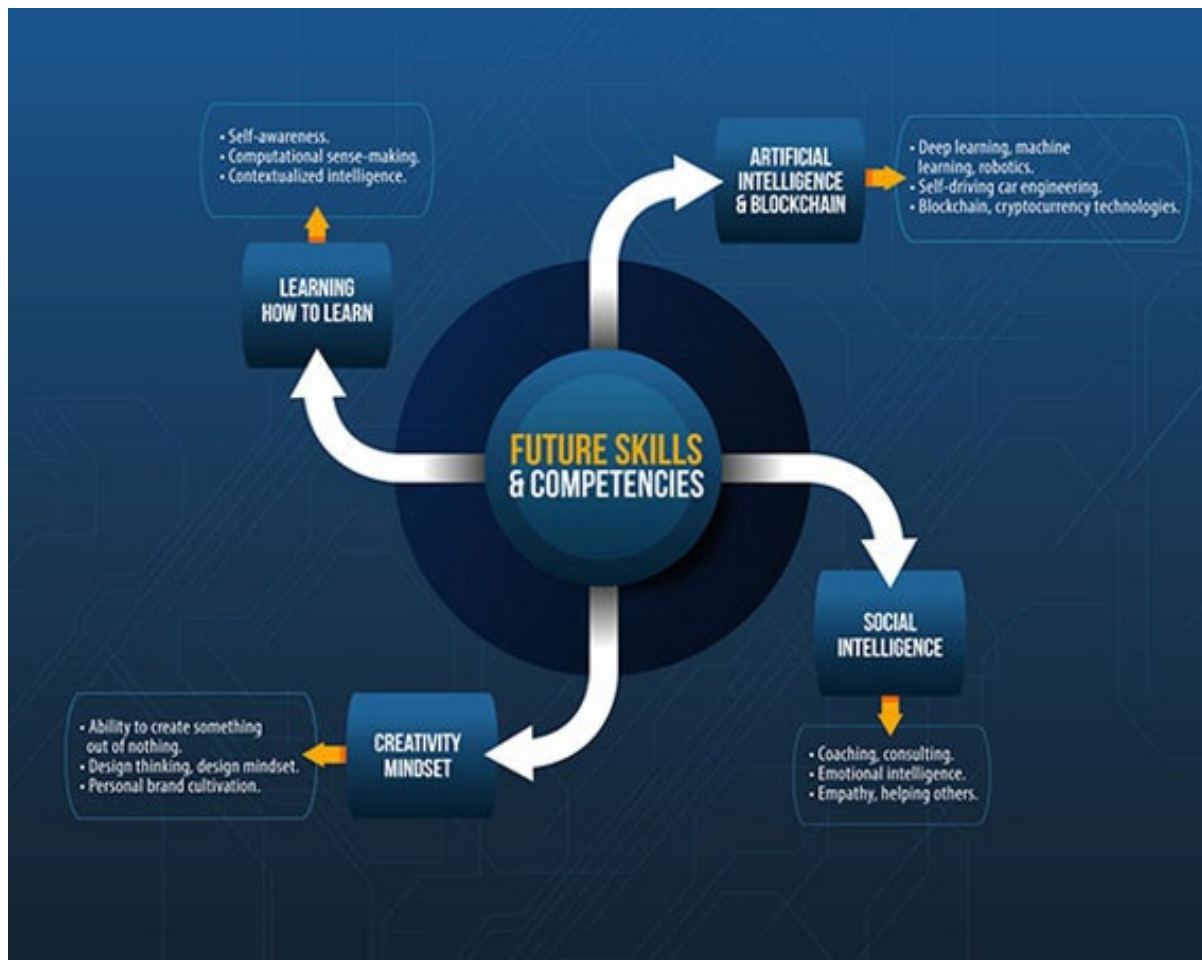 FUTURE SKILLS
& COMPETENCIES
ARTIFICIAL
INTELLIGENCE
& BLOCKCHAIN
• Deep learning, machine
learning, robotics.
• Self-driving car engineering.
• Blockchain, cryptocurrency technologies.
SOCIAL
INTELLIGENCE
• Coaching, consulting.
• Emotional intelligence.
• Empathy, helping others.
CREATIVITY
MINDSET
• Ability to create something
out of nothing.
• Design thinking, design mindset.
• Personal brand cultivation.
LEARNING
HOW TO LEARN
• Self-awareness.
• Computational sense-making.
• Contextualized intelligence.